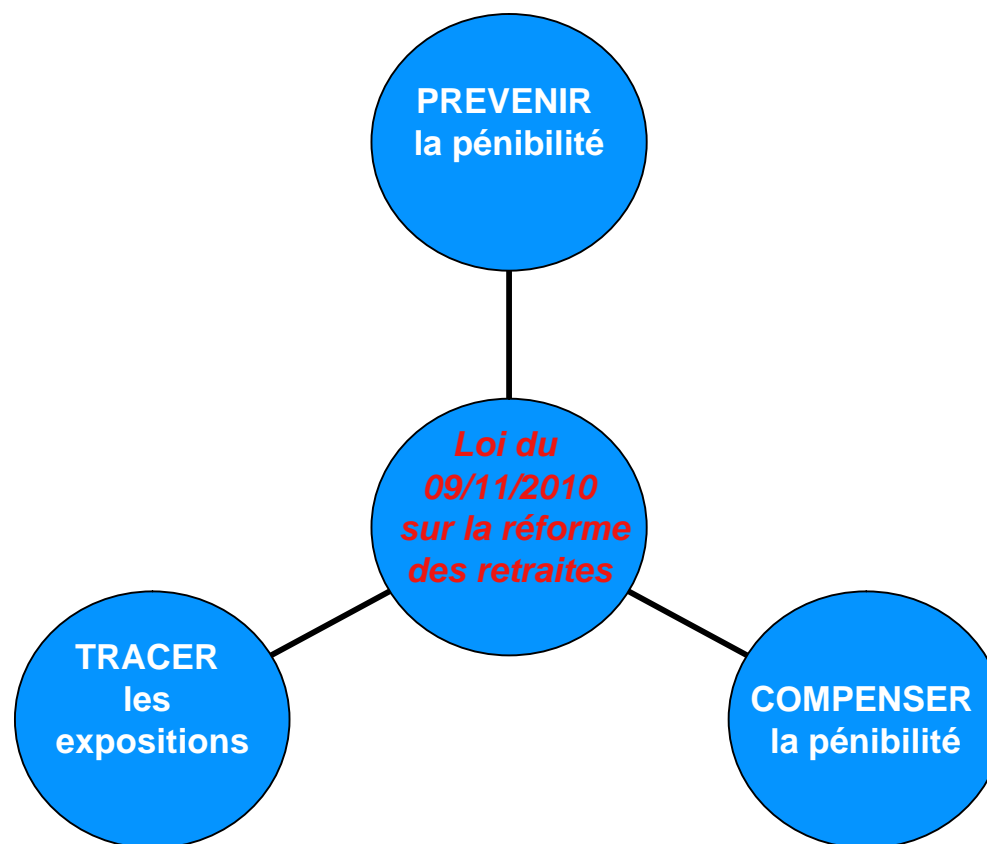 PREVENIR
la pénibilité
Loi du
09/11/2010
sur la réforme
des retraites
TRACER
les
expositions
COMPENSER
la pénibilité